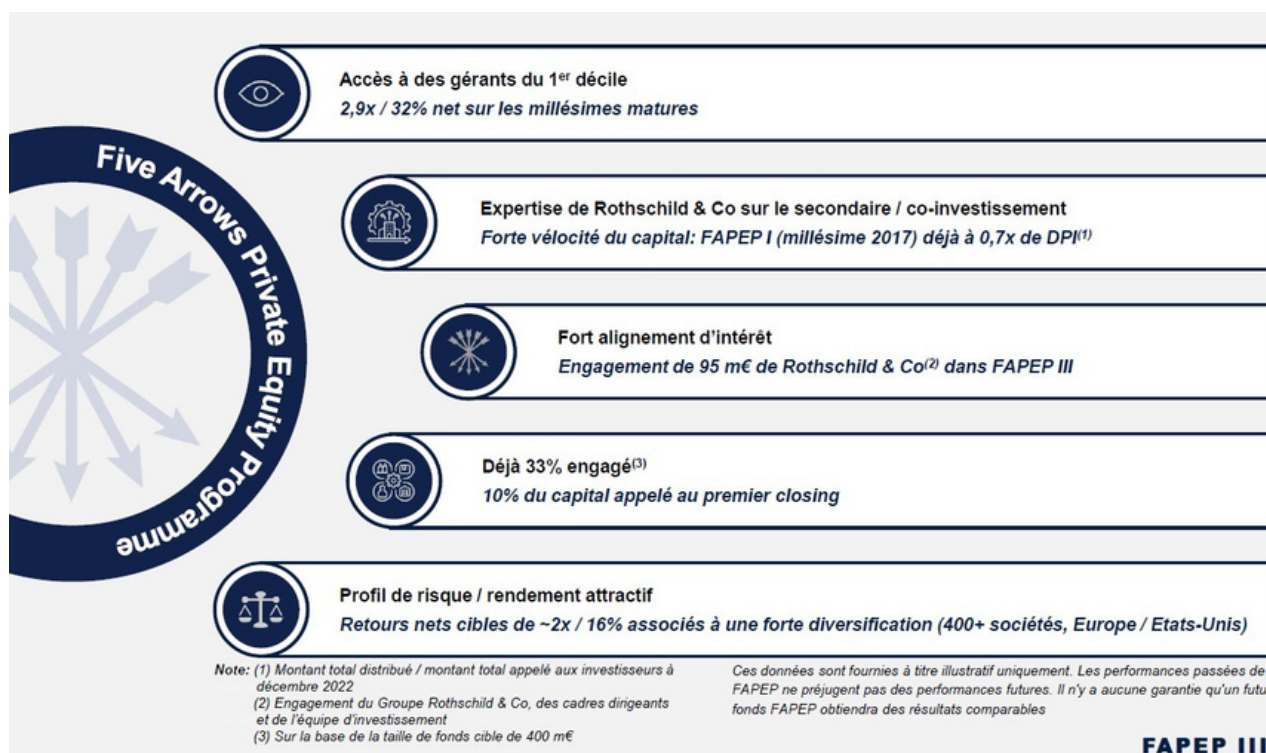 Five Arrows Private Equity Programme
Accès à des gérants du 1er décile
2,9x / 32% net sur les millésimes matures
Expertise de Rothschild & Co sur le secondaire / co-investissement
Forte vélocité du capital: FAPEP I (millésime 2017) déjà à 0,7x de DPI(1)
Fort alignement d'intérêt
Engagement de 95 m€ de Rothschild & Co(2) dans FAPEP III
Déjà 33% engagé(3)
10% du capital appelé au premier closing
Profil de risque / rendement attractif
Retours nets cibles de ~2x / 16% associés à une forte diversification (400+ sociétés, Europe / Etats-Unis)
Note: (1) Montant total distribué / montant total appelé aux investisseurs à
décembre 2022
(2) Engagement du Groupe Rothschild & Co, des cadres dirigeants
et de l'équipe d'investissement
(3) Sur la base de la taille de fonds cible de 400 m€
Ces données sont fournies à titre illustratif uniquement. Les performances passées de
FAPEP ne préjugent pas des performances futures. Il n'y a aucune garantie qu'un futu
fonds FAPEP obtiendra des résultats comparables
FAPEP III